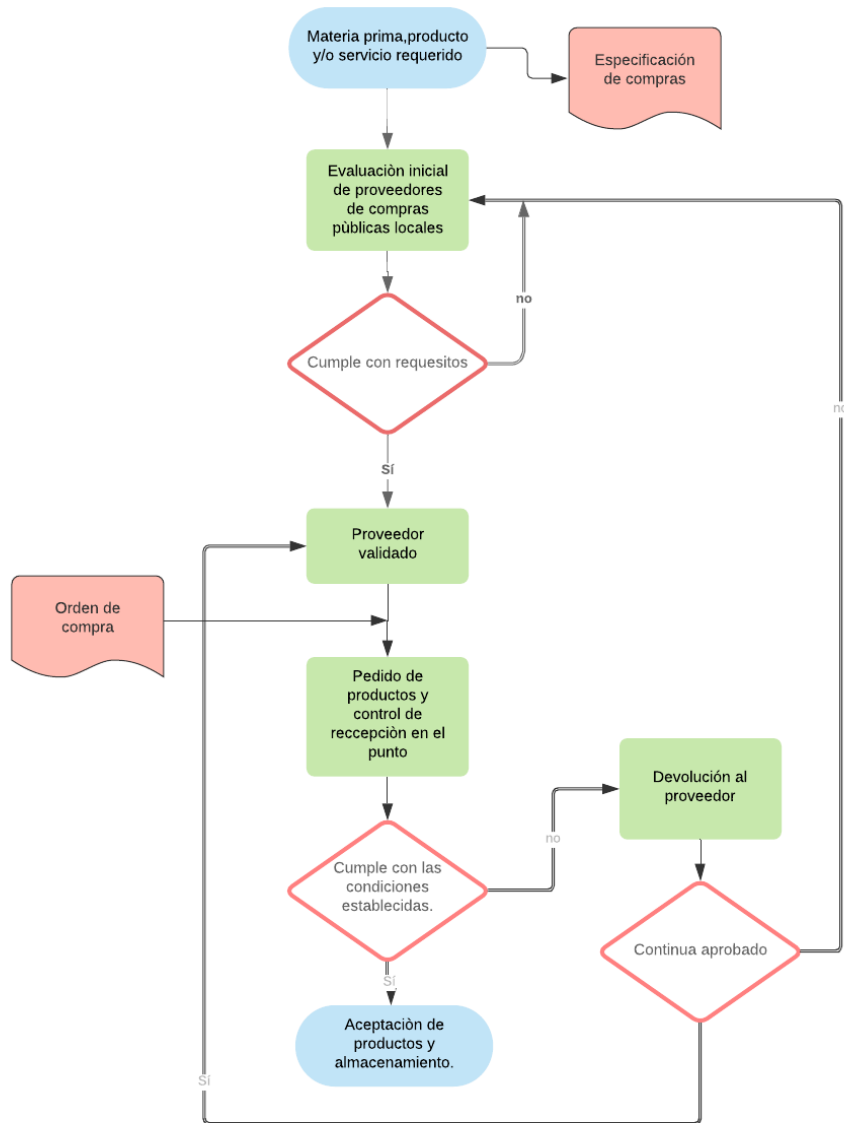 Materia prima,producto
y/o servicio requerido
Especificación
de compras
Evaluaciòn inicial
de proveedores
de compras
pùblicas locales
no
Cumple con requesitos
no
Sí
Proveedor
validado
Orden de
compra
Pedido de
productos y
control de
reccepciòn en el
punto
Devolución al
proveedor
no
Cumple con las
condiciones
establecidas.
Continua aprobado
Sí
Aceptaciòn de
productos y
almacenamiento.
Sí